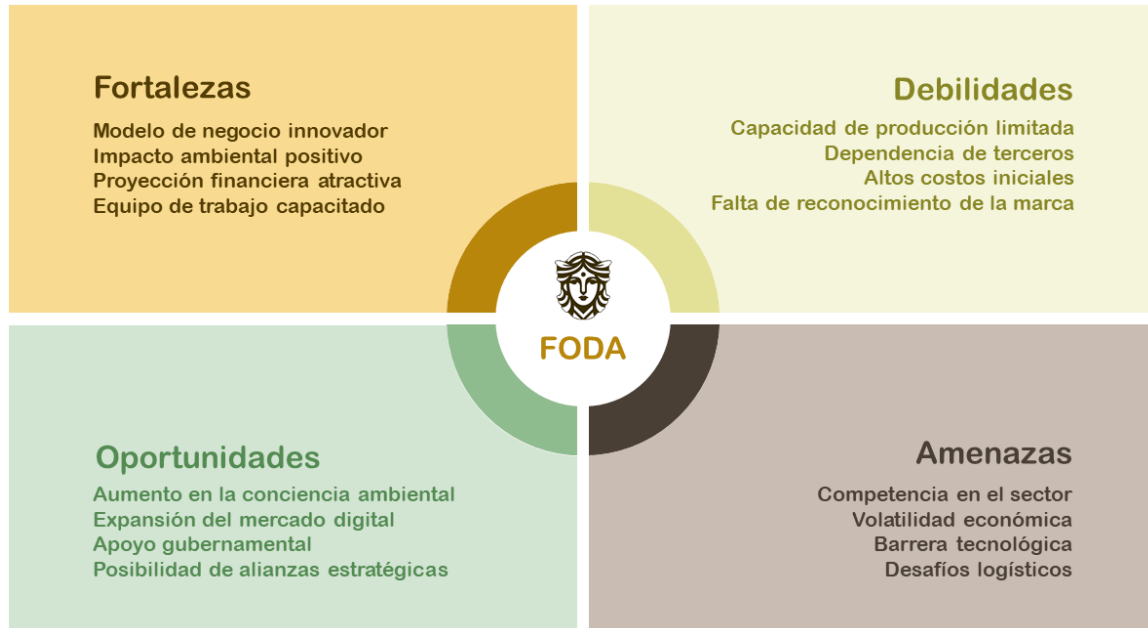 Fortalezas
Modelo de negocio innovador
Impacto ambiental positivo
Proyección financiera atractiva
Equipo de trabajo capacitado
Debilidades
Capacidad de producción limitada
Dependencia de terceros
Altos costos iniciales
Falta de reconocimiento de la marca
FODA
Oportunidades
Aumento en la conciencia ambiental
Expansión del mercado digital
Apoyo gubernamental
Posibilidad de alianzas estratégicas
Amenazas
Competencia en el sector
Volatilidad económica
Barrera tecnológica
Desafíos logísticos